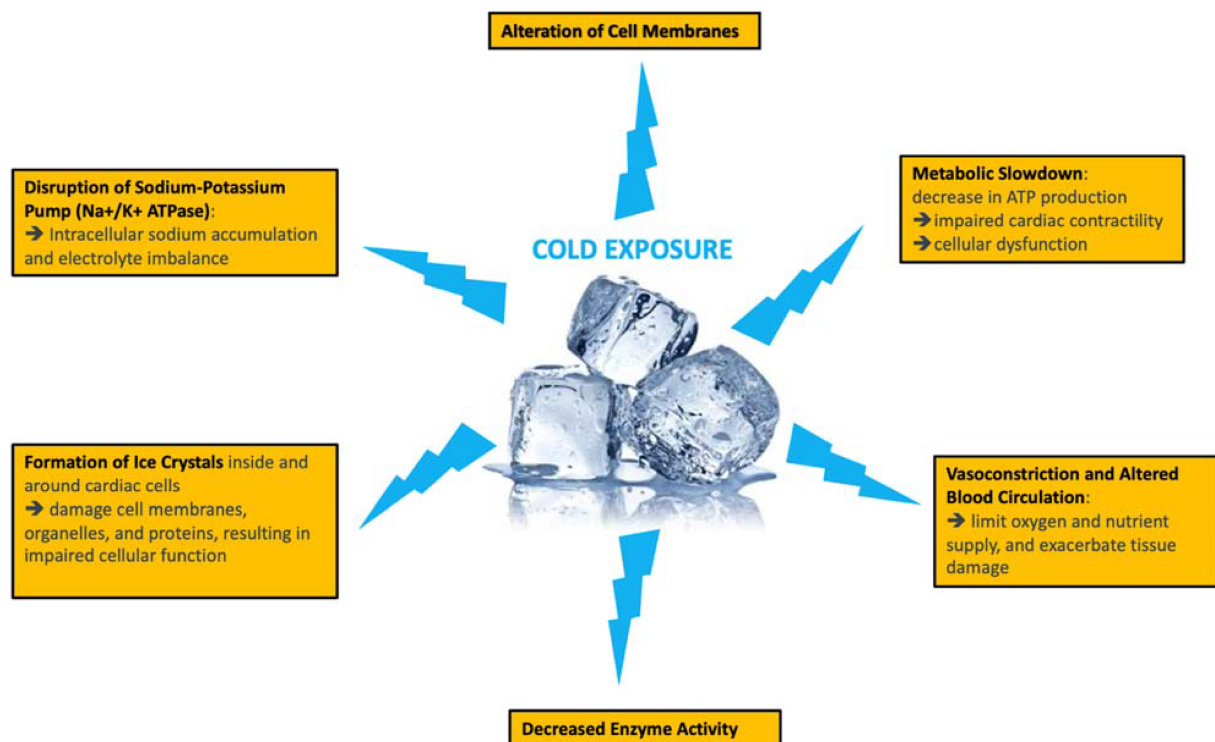 Alteration of Cell Membranes
Disruption of Sodium-Potassium
Pump (Na+/K+ ATPase):
➔ Intracellular sodium accumulation
and electrolyte imbalance
Metabolic Slowdown:
decrease in ATP production
➔ impaired cardiac contractility
➔ cellular dysfunction
COLD EXPOSURE
Formation of Ice Crystals inside and
around cardiac cells
➔ damage cell membranes,
organelles, and proteins, resulting in
impaired cellular function
Vasoconstriction and Altered
Blood Circulation:
➔ limit oxygen and nutrient
supply, and exacerbate tissue
damage
Decreased Enzyme Activity